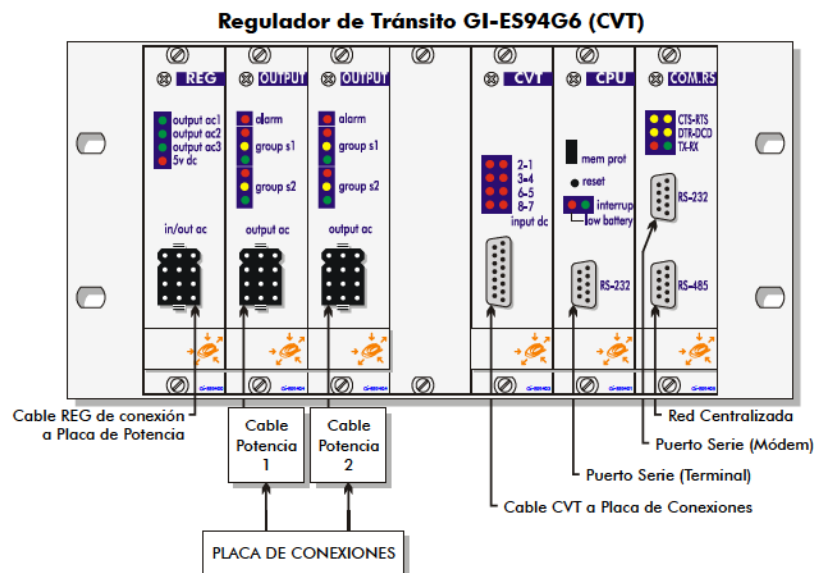 Regulador de Tránsito GI-ES94G6 (CVT)
REG
output ac1
output ac2
output ac3
5v dc
in/out ac
OUTPUT
alarm
group s1
group s2
output ac
OUTPUT
alarm
group s1
group s2
output ac
CVT
2-1
3-4
6-5
8-7
input dc
CPU
mem prot
reset
interrup
low battery
RS-232
COM.RS
CTS-RTS
DTR-DCD
TX-RX
RS-232
RS-485
Cable REG de conexión
a Placa de Potencia
Cable
Potencia
1
Cable
Potencia
2
PLACA DE CONEXIONES
Red Centralizada
Puerto Serie (Módem)
Puerto Serie (Terminal)
Cable CVT a Placa de Conexiones